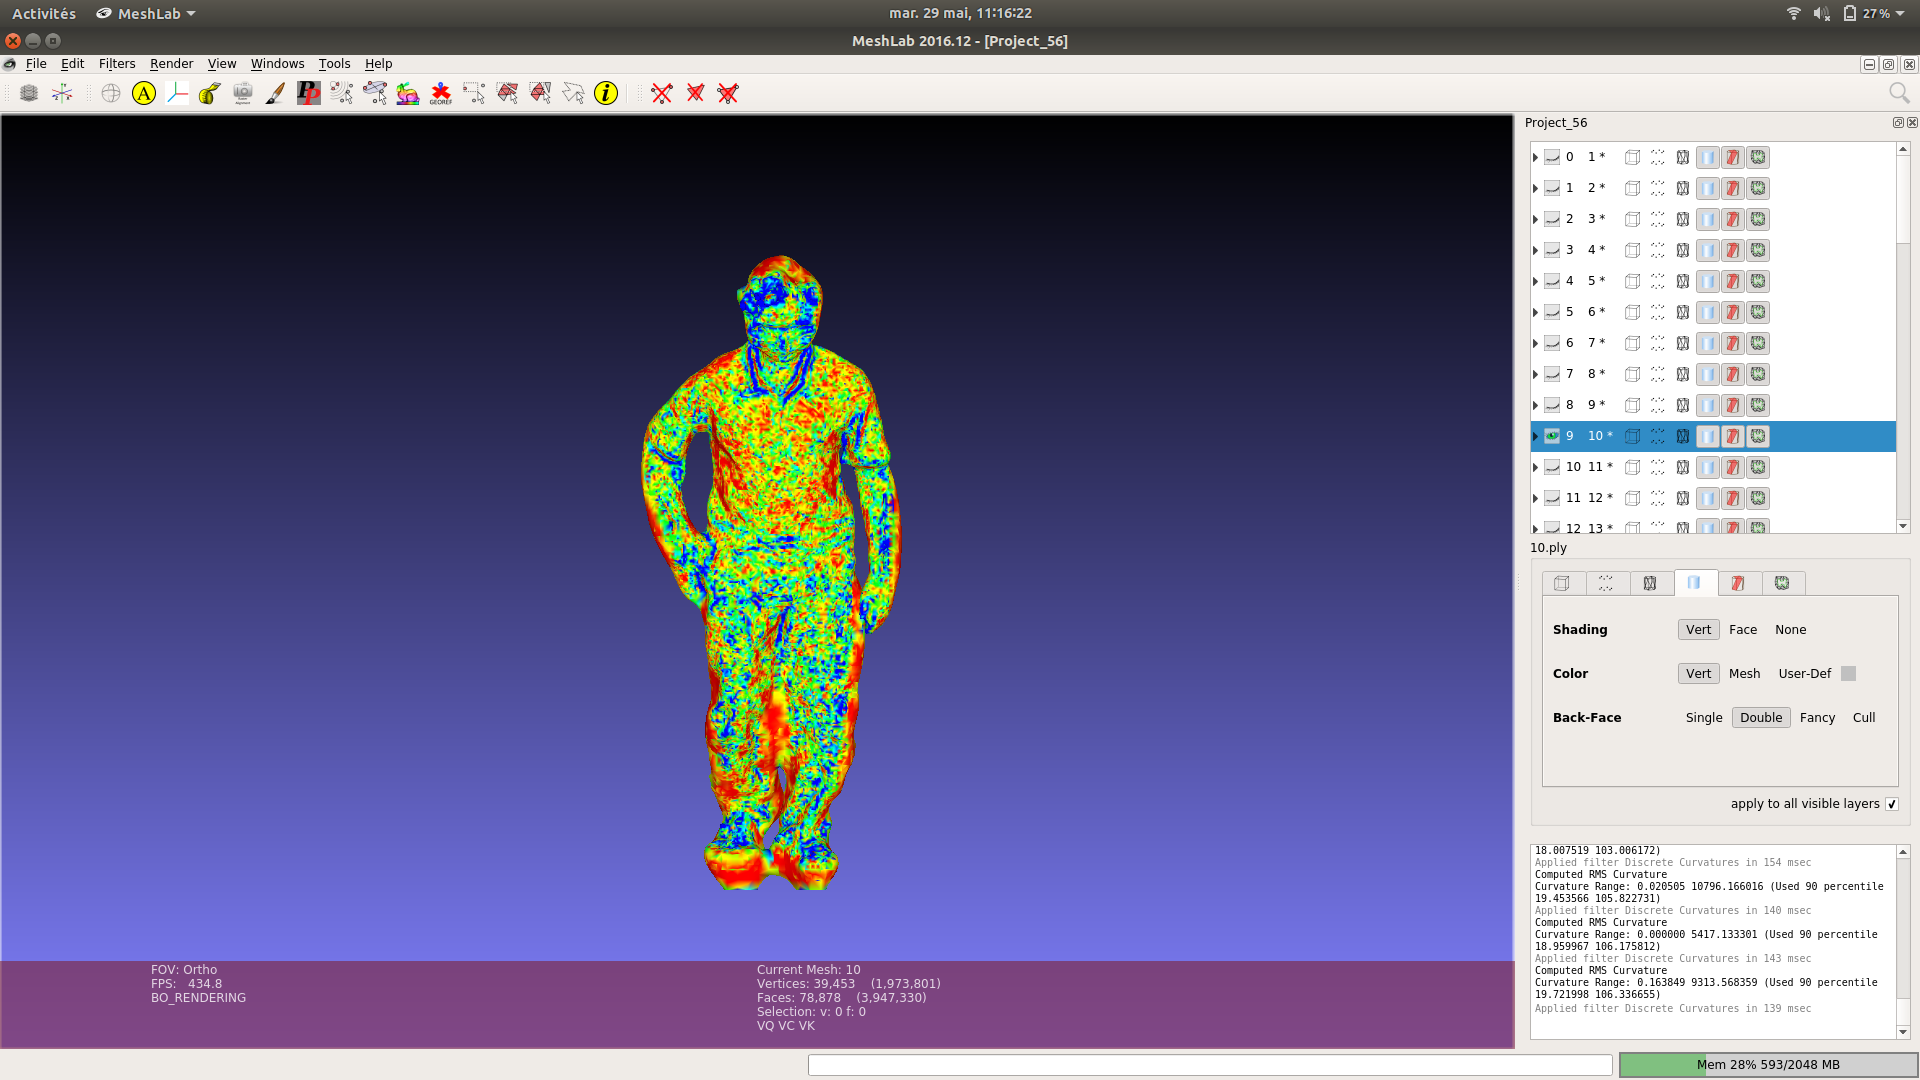 Activités MeshLab mar. 29 mai, 11:16:22 27 %
MeshLab 2016.12 - [Project_56]
File Edit Filters Render View Windows Tools Help
A PP GEOREF i
Project_56
0 1 *
1 2 *
2 3 *
3 4 *
4 5 *
5 6 *
6 7 *
7 8 *
8 9 *
9 10 *
10 11 *
11 12 *
12 13 *
10.ply
Shading Vert Face None
Color Vert Mesh User-Def
Back-Face Single Double Fancy Cull
apply to all visible layers
18.007519 103.006172)
Applied filter Discrete Curvatures in 154 msec
Computed RMS Curvature
Curvature Range: 0.020505 10796.166016 (Used 90 percentile
19.453566 105.822731)
Applied filter Discrete Curvatures in 140 msec
Computed RMS Curvature
Curvature Range: 0.000000 5417.133301 (Used 90 percentile
18.959967 106.175812)
Applied filter Discrete Curvatures in 143 msec
Computed RMS Curvature
Curvature Range: 0.163849 9313.568359 (Used 90 percentile
19.721998 106.336655)
Applied filter Discrete Curvatures in 139 msec
FOV: Ortho
FPS: 434.8
BO_RENDERING
Current Mesh: 10
Vertices: 39,453 (1,973,801)
Faces: 78,878 (3,947,330)
Selection: v: 0 f: 0
VQ VC VK
Mem 28% 593/2048 MB